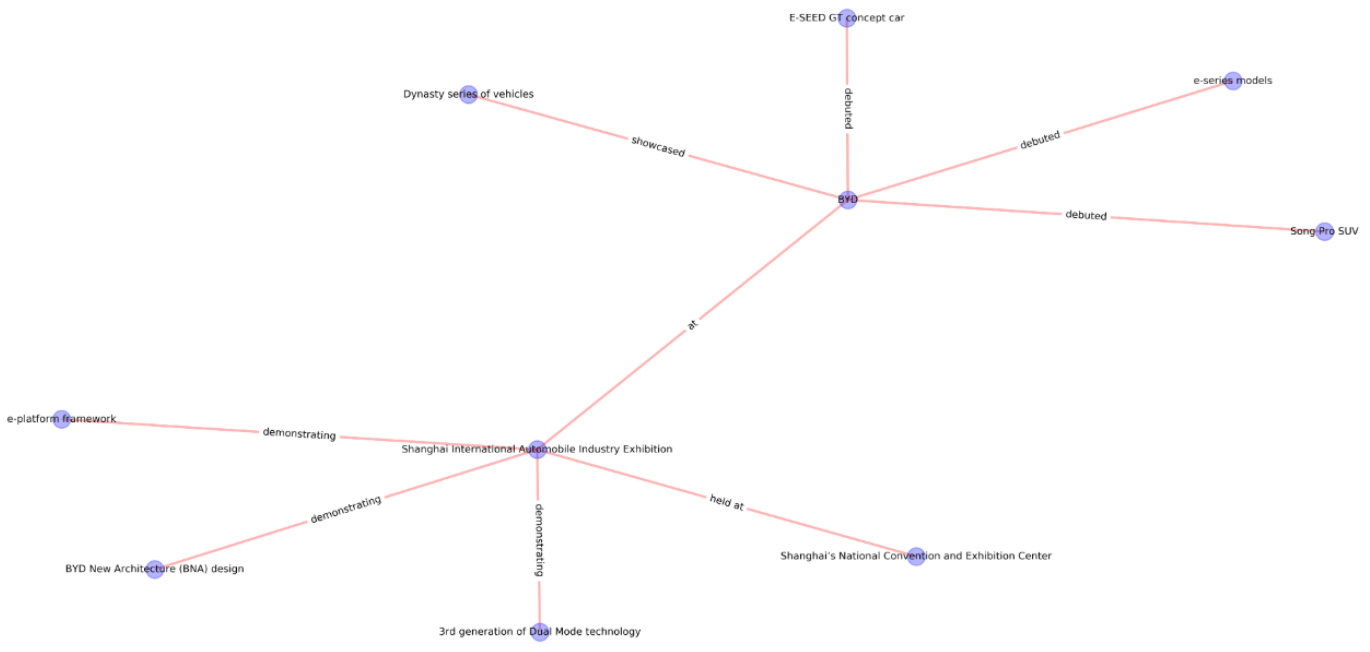 E-SEED GT concept car
e-series models
Dynasty series of vehicles
debuted
debuted
showcased
BYD
debuted
Song Pro SUV
at
e-platform framework
demonstrating
Shanghai International Automobile Industry Exhibition
demonstrating
held at
demonstrating
Shanghai’s National Convention and Exhibition Center
BYD New Architecture (BNA) design
3rd generation of Dual Mode technology